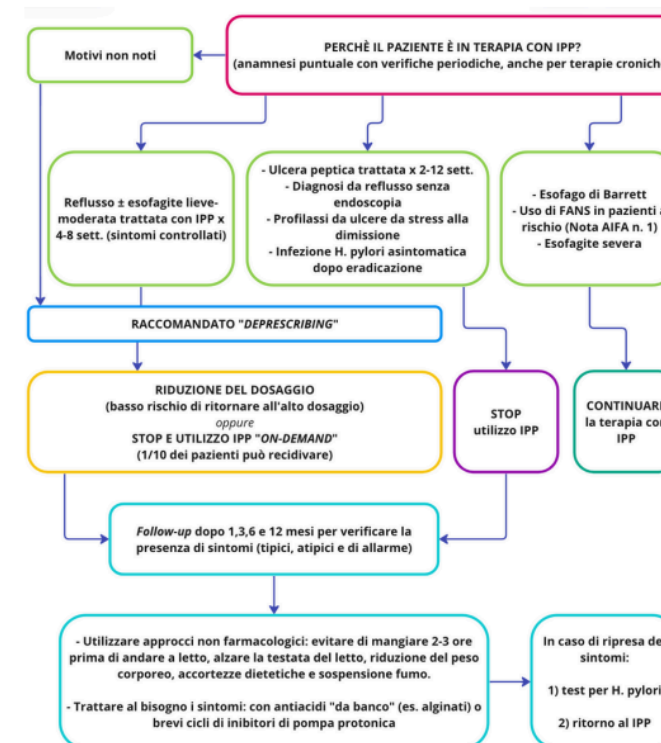 PERCHÈ IL PAZIENTE È IN TERAPIA CON IPP?
(anamnesi puntuale con verifiche periodiche, anche per terapie cronich
Motivi non noti
Reflusso ± esofagite lieve-
moderata trattata con IPP x
4-8 sett. (sintomi controllati)
- Ulcera peptica trattata x 2-12 sett.
- Diagnosi da reflusso senza
endoscopia
- Profilassi da ulcere da stress alla
dimissione
- Infezione H. pylori asintomatica
dopo eradicazione
- Esofago di Barrett
- Uso di FANS in pazienti a
rischio (Nota AIFA n. 1)
- Esofagite severa
RACCOMANDATO "DEPRESCRIBING"
RIDUZIONE DEL DOSAGGIO
(basso rischio di ritornare all'alto dosaggio)
oppure
STOP E UTILIZZO IPP "ON-DEMAND"
(1/10 dei pazienti può recidivare)
STOP
utilizzo IPP
CONTINUARE
la terapia con
IPP
Follow-up dopo 1,3,6 e 12 mesi per verificare la
presenza di sintomi (tipici, atipici e di allarme)
- Utilizzare approcci non farmacologici: evitare di mangiare 2-3 ore
prima di andare a letto, alzare la testata del letto, riduzione del peso
corporeo, accortezze dietetiche e sospensione fumo.
- Trattare al bisogno i sintomi: con antiacidi "da banco" (es. alginati) o
brevi cicli di inibitori di pompa protonica
In caso di ripresa de
sintomi:
1) test per H. pylori
2) ritorno al IPP